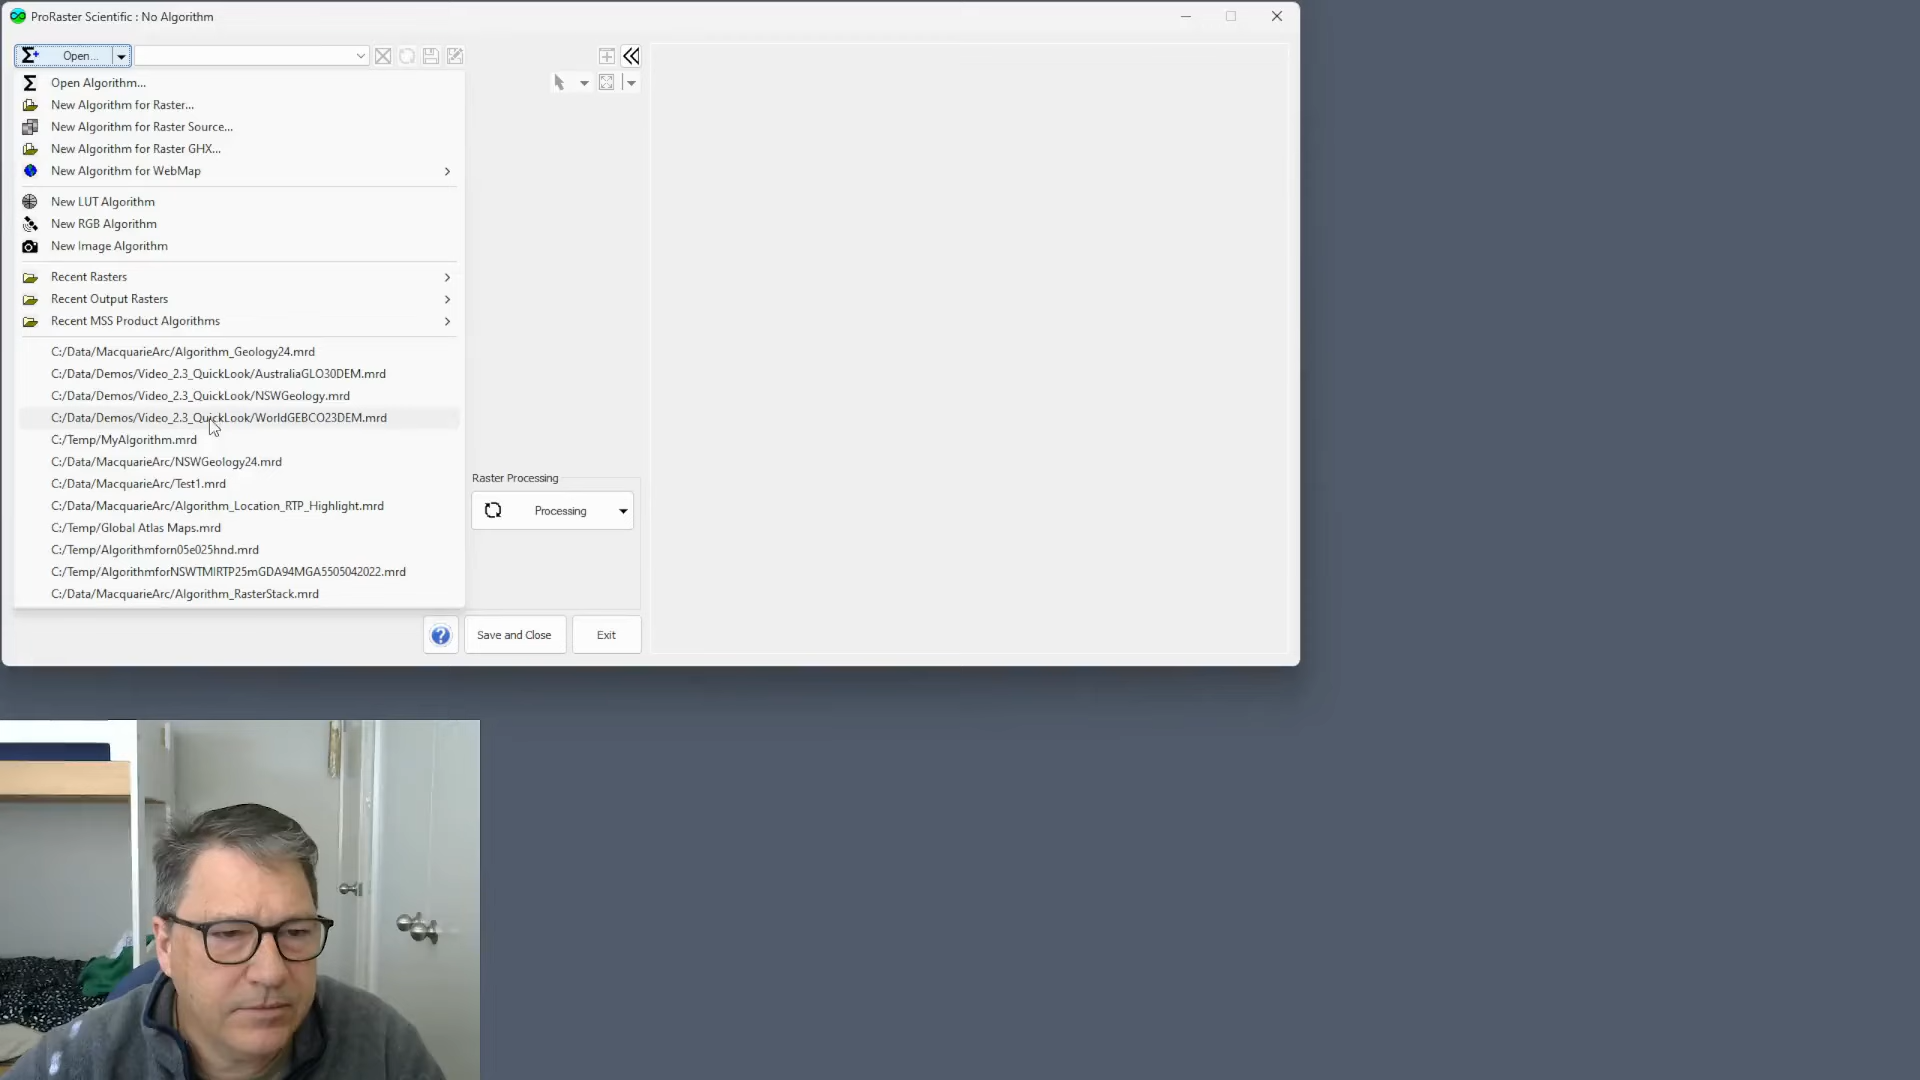 ProRaster Scientific : No Algorithm
Open...
Open Algorithm...
New Algorithm for Raster...
New Algorithm for Raster Source...
New Algorithm for Raster GHX...
New Algorithm for WebMap
New LUT Algorithm
New RGB Algorithm
New Image Algorithm
Recent Rasters
Recent Output Rasters
Recent MSS Product Algorithms
C:/Data/MacquarieArc/Algorithm_Geology24.mrd
C:/Data/Demos/Video_2.3_QuickLook/AustraliaGLO30DEM.mrd
C:/Data/Demos/Video_2.3_QuickLook/NSWGeology.mrd
C:/Data/Demos/Video_2.3_QuickLook/WorldGEBCO23DEM.mrd
C:/Temp/MyAlgorithm.mrd
C:/Data/MacquarieArc/NSWGeology24.mrd
C:/Data/MacquarieArc/Test1.mrd
C:/Data/MacquarieArc/Algorithm_Location_RTP_Highlight.mrd
C:/Temp/Global Atlas Maps.mrd
C:/Temp/Algorithmforn05e025hnd.mrd
C:/Temp/AlgorithmforNSWTMIRTP25mGDA94MGA5505042022.mrd
C:/Data/MacquarieArc/Algorithm_RasterStack.mrd
Raster Processing
Processing
?
Save and Close
Exit